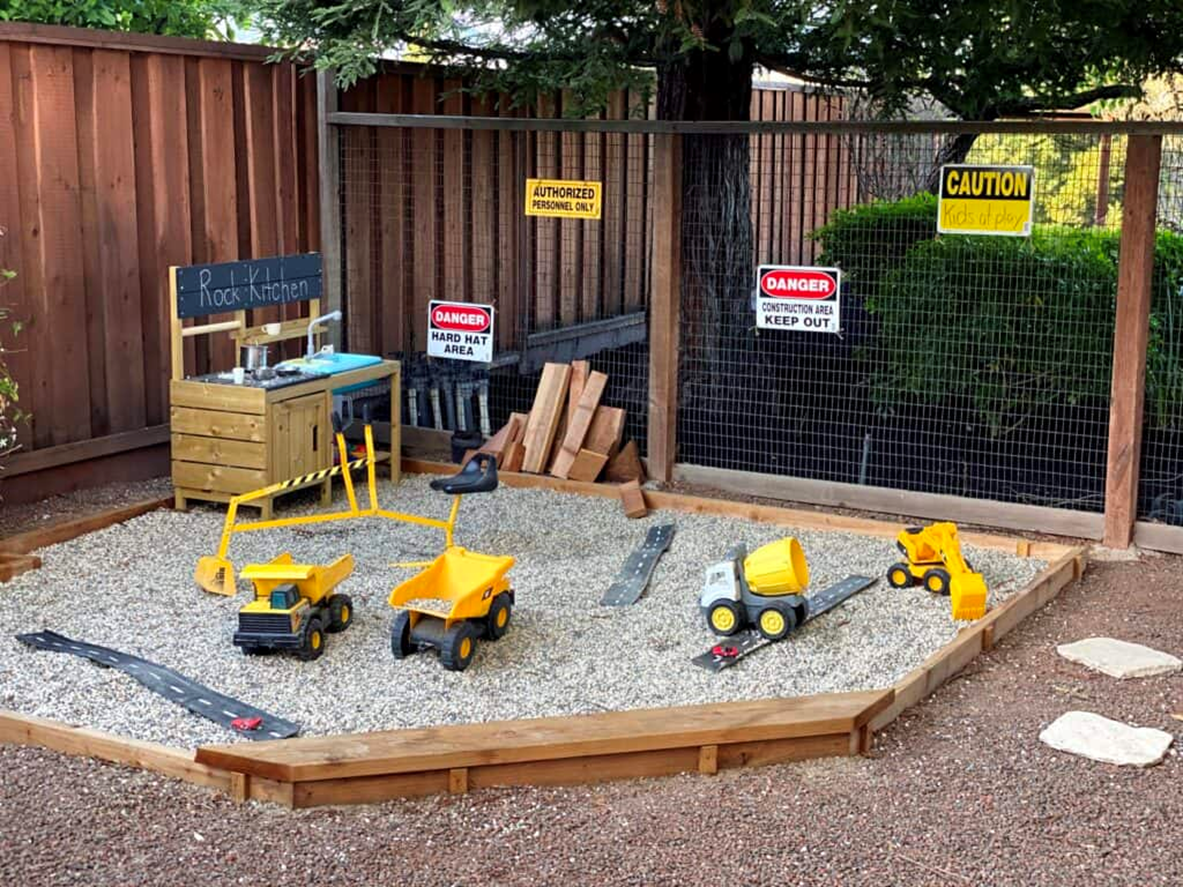 AUTHORIZED
PERSONNEL ONLY
CAUTION
Kids at play
Rock Kitchen
DANGER
CONSTRUCTION AREA
KEEP OUT
DANGER
HARD HAT
AREA